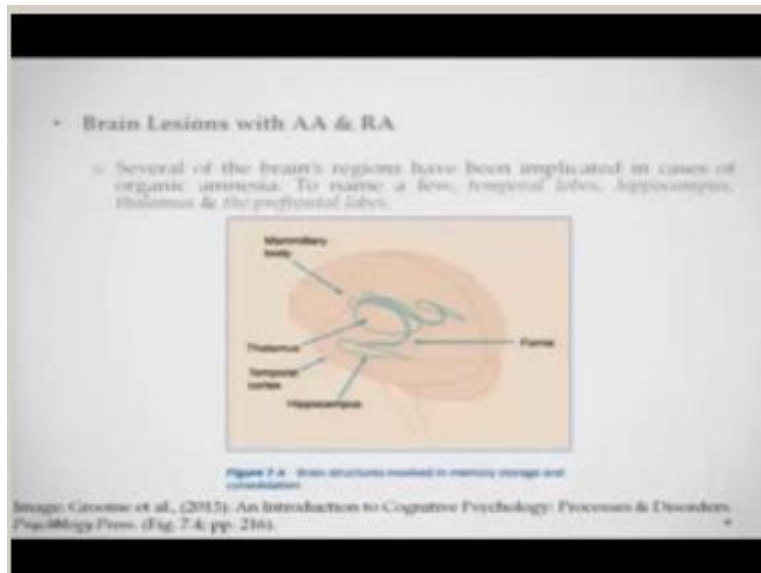 • Brain Lesions with AA & RA
o Several of the brain's regions have been implicated in cases of
organic amnesia. To name a few, temporal lobes, hippocampus,
thalamus & the prefrontal lobes.
Mammillary
body
Thalamus
Fornix
Temporal
cortex
Hippocampus
Figure 7.4 Brain structures involved in memory storage and
consolidation
Image: Groome et al., (2013). An Introduction to Cognitive Psychology: Processes & Disorders.
Psychology Press. (Fig. 7.4; pp. 216).